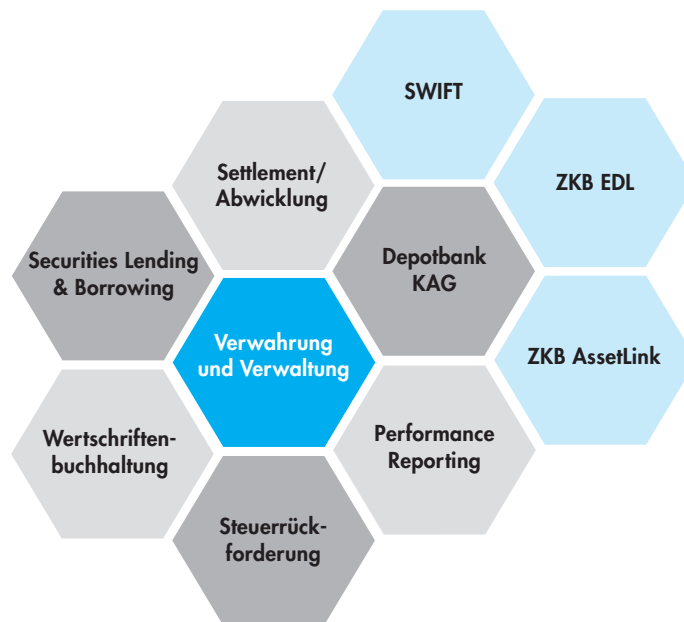 SWIFT
Settlement/
Abwicklung
ZKB EDL
Securities Lending
& Borrowing
Depotbank
KAG
Verwahrung
und Verwaltung
ZKB AssetLink
Wertschriften-
buchhaltung
Performance
Reporting
Steuerrück-
forderung